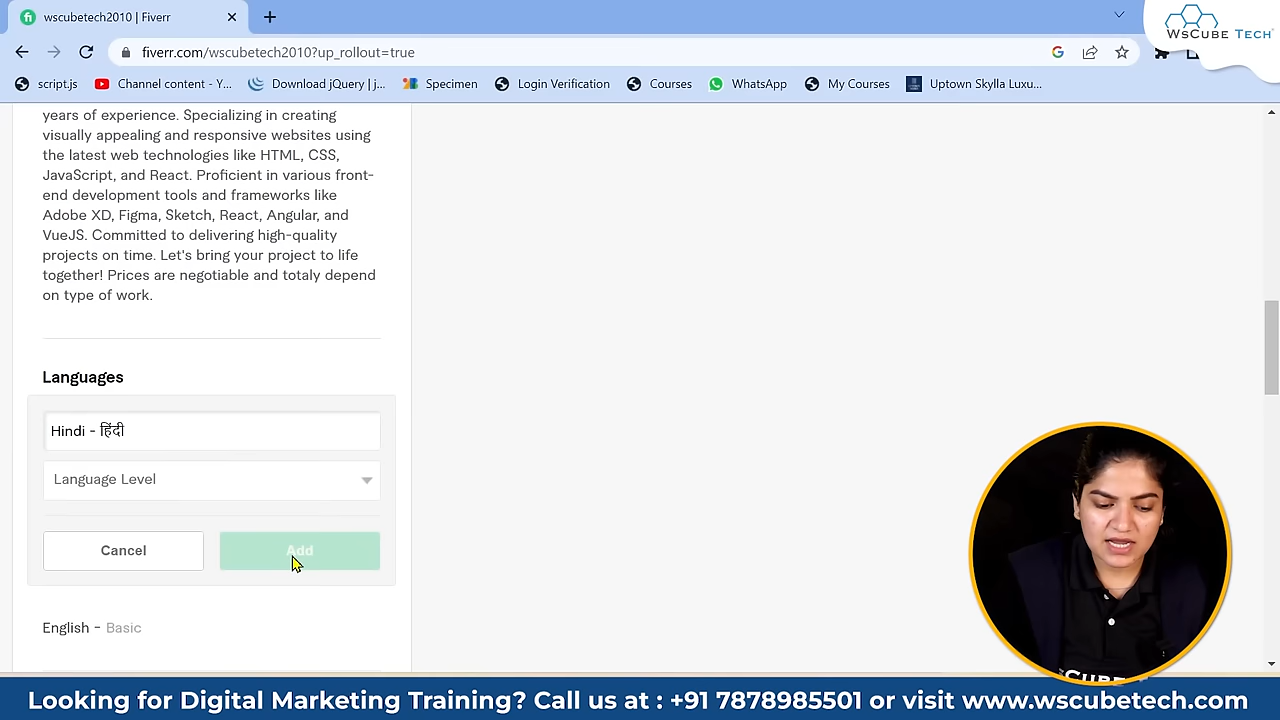 wscubetech2010 | Fiverr
WsCube Tech
fiverr.com/wscubetech2010?up_rollout=true
script.js
Channel content - Y...
Download jQuery | j...
Specimen
Login Verification
Courses
WhatsApp
My Courses
Uptown Skylla Luxu...
years of experience. Specializing in creating
visually appealing and responsive websites using
the latest web technologies like HTML, CSS,
JavaScript, and React. Proficient in various front-
end development tools and frameworks like
Adobe XD, Figma, Sketch, React, Angular, and
VueJS. Committed to delivering high-quality
projects on time. Let's bring your project to life
together! Prices are negotiable and totaly depend
on type of work.
Languages
Hindi - हिंदी
Language Level
Cancel
Add
English - Basic
Looking for Digital Marketing Training? Call us at : +91 7878985501 or visit www.wscubetech.com